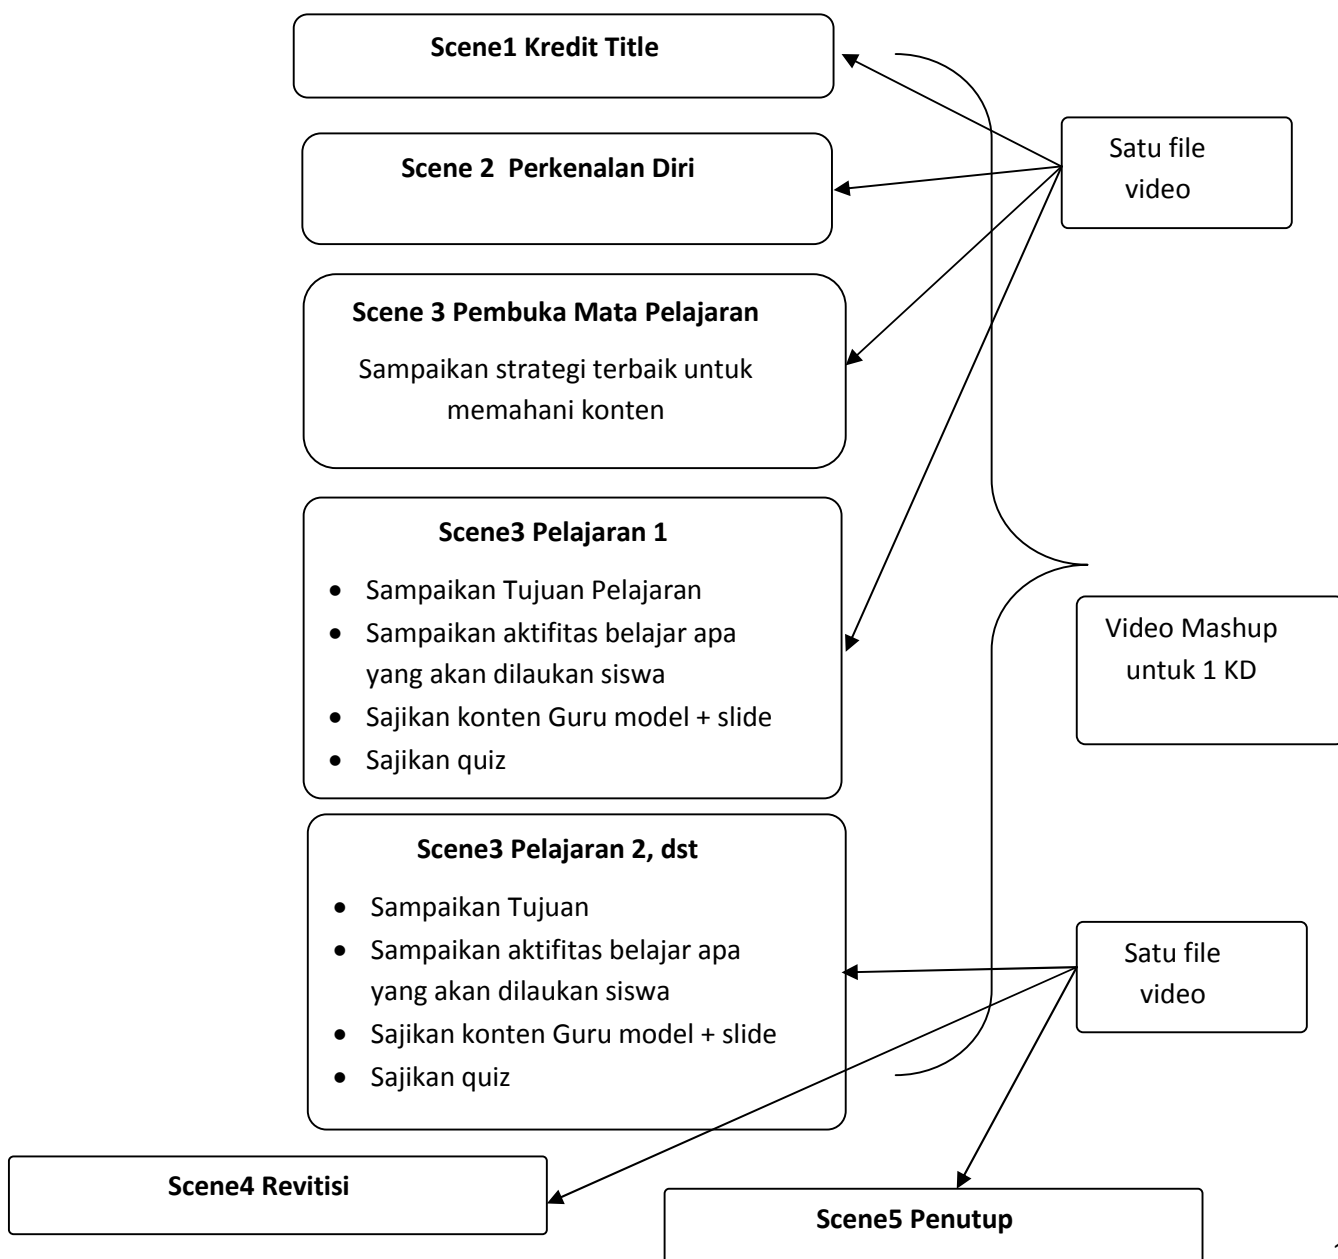 Scene1 Kredit Title
Satu file
video
Scene 2  Perkenalan Diri
Scene 3 Pembuka Mata Pelajaran
Sampaikan strategi terbaik untuk
memahani konten
Scene3 Pelajaran 1
• Sampaikan Tujuan Pelajaran
• Sampaikan aktifitas belajar apa
yang akan dilaukan siswa
• Sajikan konten Guru model + slide
• Sajikan quiz
Video Mashup
untuk 1 KD
Scene3 Pelajaran 2, dst
• Sampaikan Tujuan
• Sampaikan aktifitas belajar apa
yang akan dilaukan siswa
• Sajikan konten Guru model + slide
• Sajikan quiz
Satu file
video
Scene4 Revitisi
Scene5 Penutup